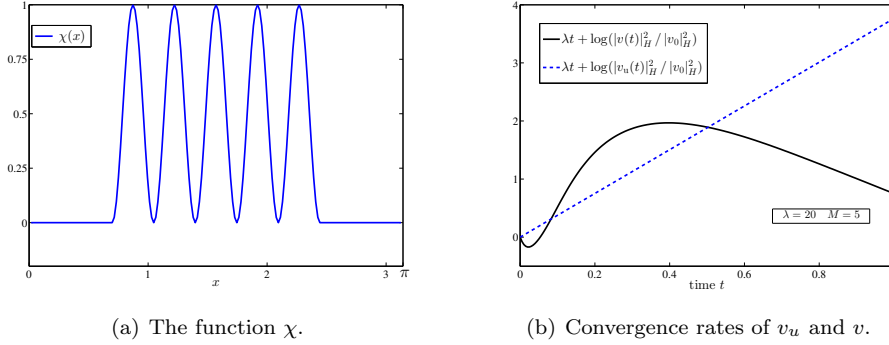 1
0.75
0.5
0.25
0
χ(x)
0
1
2
3
π
x
(a) The function χ.
4
3
2
1
0
λt + log(|v(t)|²_H / |v₀|²_H)
λt + log(|v_u(t)|²_H / |v₀|²_H)
λ = 20 M = 5
0
0.2
0.4
0.6
0.8
time t
(b) Convergence rates of v_u and v.